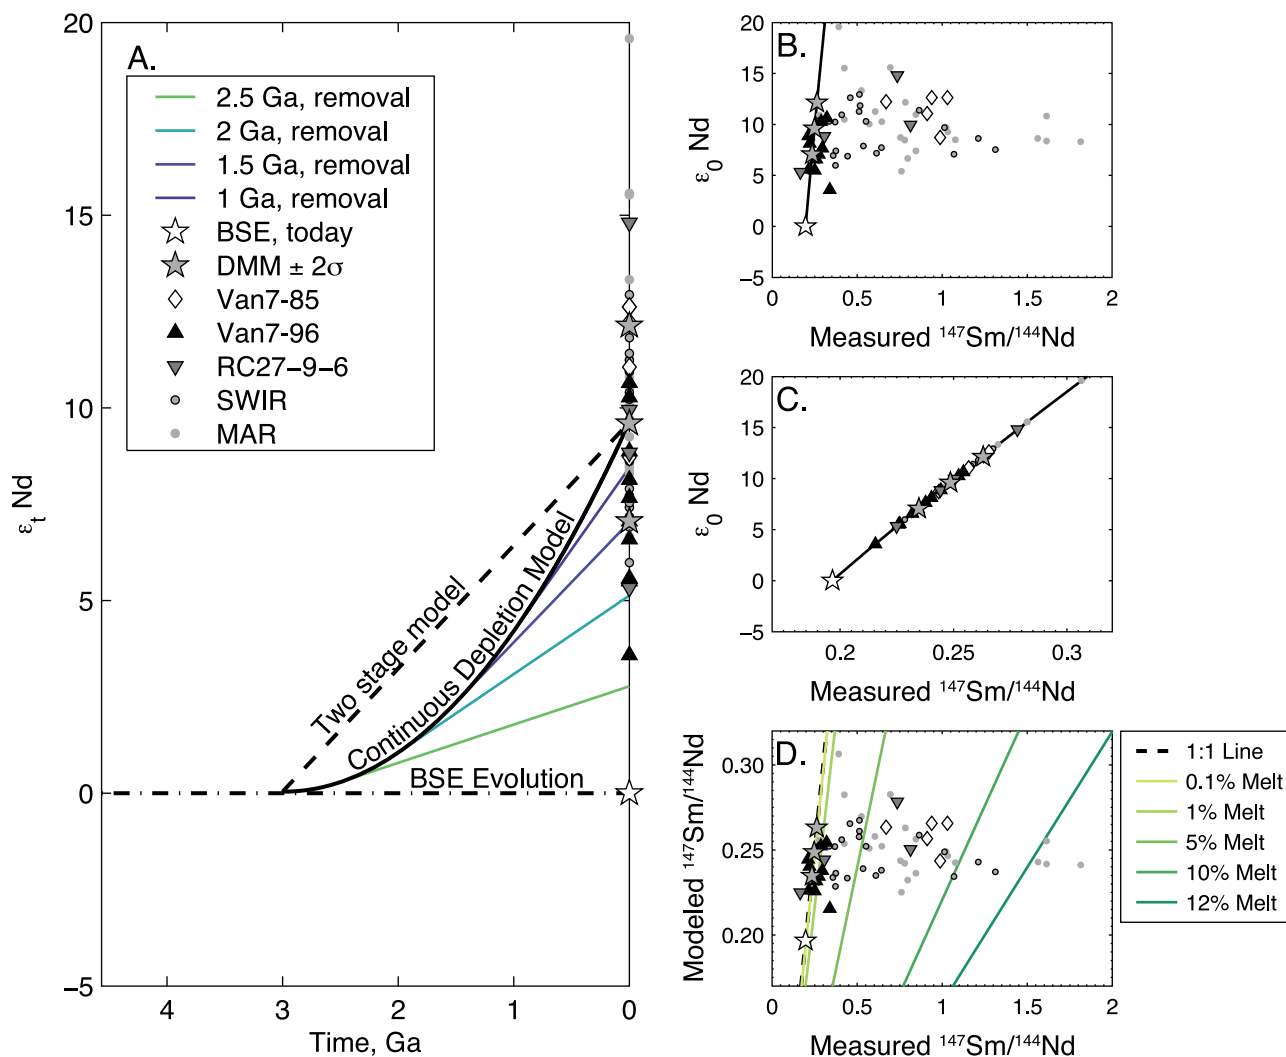 A.
2.5 Ga, removal
2 Ga, removal
1.5 Ga, removal
1 Ga, removal
BSE, today
DMM ± 2σ
Van7-85
Van7-96
RC27−9−6
SWIR
MAR
Two stage model
Continuous Depletion Model
BSE Evolution
20
15
10
5
0
−5
εt Nd
4 3 2 1 0
Time, Ga
B.
20
15
10
5
0
−5
ε0 Nd
0 0.5 1 1.5 2
Measured ¹⁴⁷Sm/¹⁴⁴Nd
C.
20
15
10
5
0
−5
ε0 Nd
0.2 0.25 0.3
Measured ¹⁴⁷Sm/¹⁴⁴Nd
D.
0.30
0.25
0.20
Modeled ¹⁴⁷Sm/¹⁴⁴Nd
0 0.5 1 1.5 2
Measured ¹⁴⁷Sm/¹⁴⁴Nd
1:1 Line
0.1% Melt
1% Melt
5% Melt
10% Melt
12% Melt